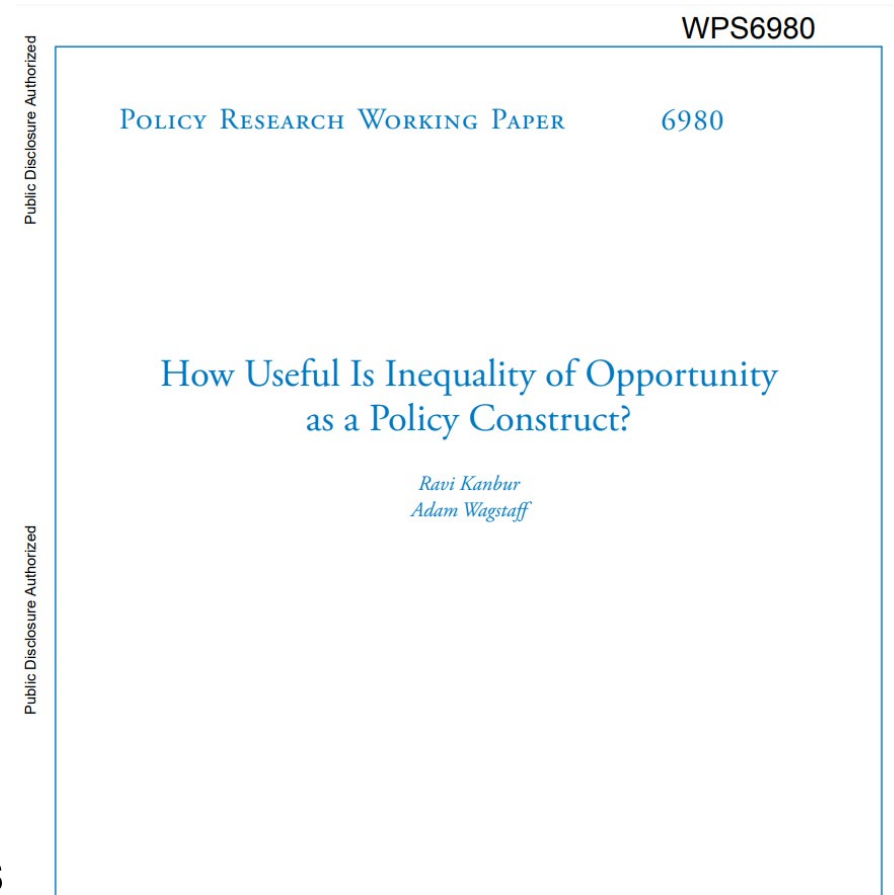 WPS6980
Public Disclosure Authorized
POLICY RESEARCH WORKING PAPER 6980
How Useful Is Inequality of Opportunity
as a Policy Construct?
Ravi Kanbur
Adam Wagstaff
Public Disclosure Authorized